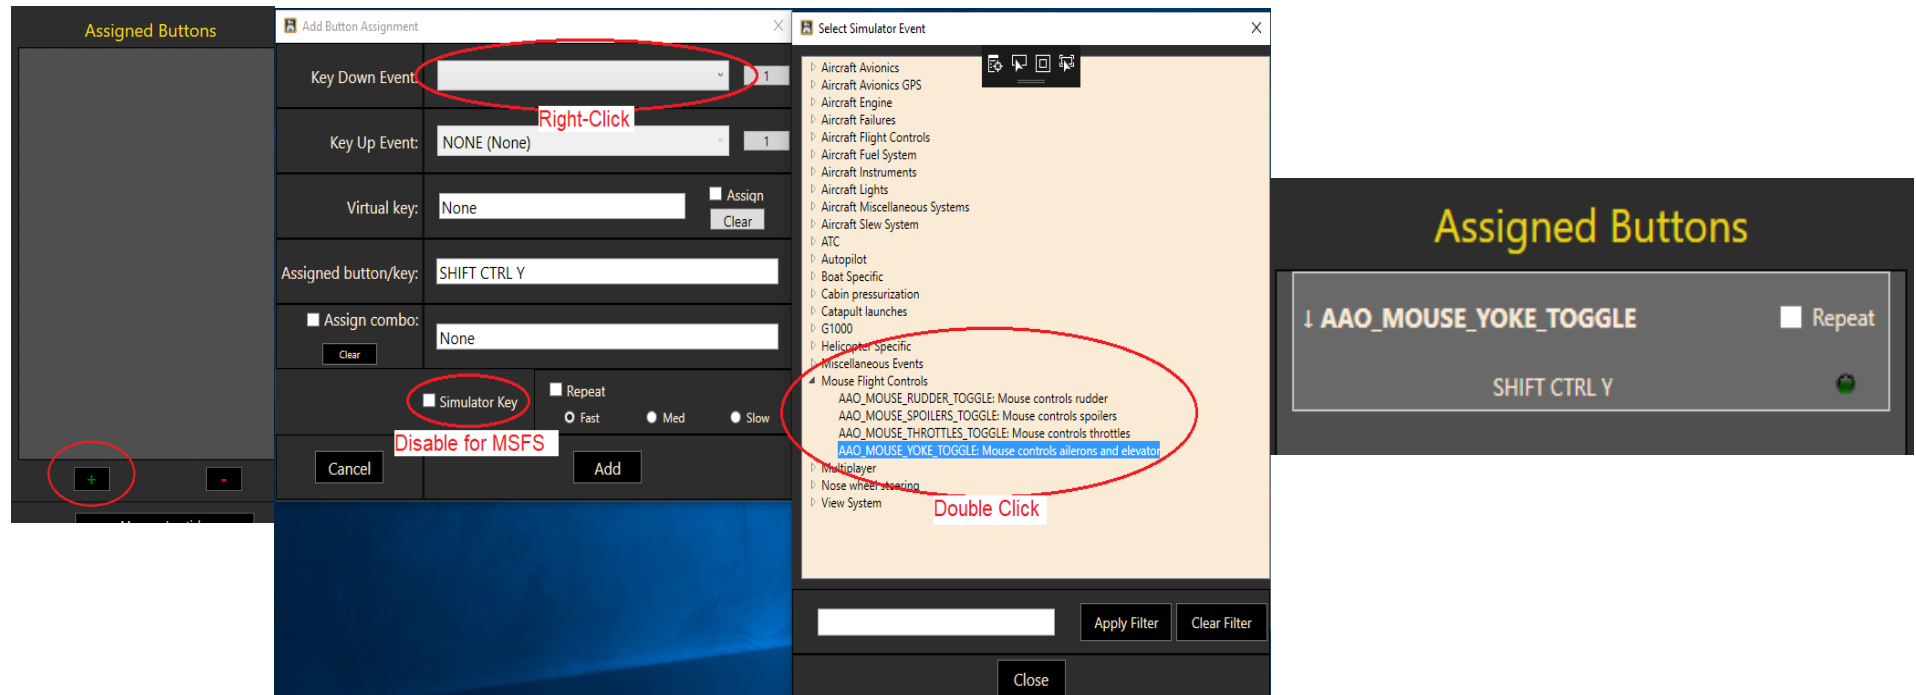 Assigned Buttons
+
-
Add Button Assignment
Key Down Event:
1
Right-Click
Key Up Event:
NONE (None)
1
Virtual key:
None
Assign
Clear
Assigned button/key:
SHIFT CTRL Y
Assign combo:
Clear
None
Simulator Key
Repeat
Fast
Med
Slow
Disable for MSFS
Cancel
Add
Select Simulator Event
Aircraft Avionics
Aircraft Avionics GPS
Aircraft Engine
Aircraft Failures
Aircraft Flight Controls
Aircraft Fuel System
Aircraft Instruments
Aircraft Lights
Aircraft Miscellaneous Systems
Aircraft Slew System
ATC
Autopilot
Boat Specific
Cabin pressurization
Catapult launches
G1000
Helicopter Specific
Miscellaneous Events
Mouse Flight Controls
AAO_MOUSE_RUDDER_TOGGLE: Mouse controls rudder
AAO_MOUSE_SPOILERS_TOGGLE: Mouse controls spoilers
AAO_MOUSE_THROTTLES_TOGGLE: Mouse controls throttles
AAO_MOUSE_YOKE_TOGGLE: Mouse controls ailerons and elevator
Multiplayer
Nose wheel steering
View System
Double Click
Apply Filter
Clear Filter
Close
Assigned Buttons
↓ AAO_MOUSE_YOKE_TOGGLE
Repeat
SHIFT CTRL Y